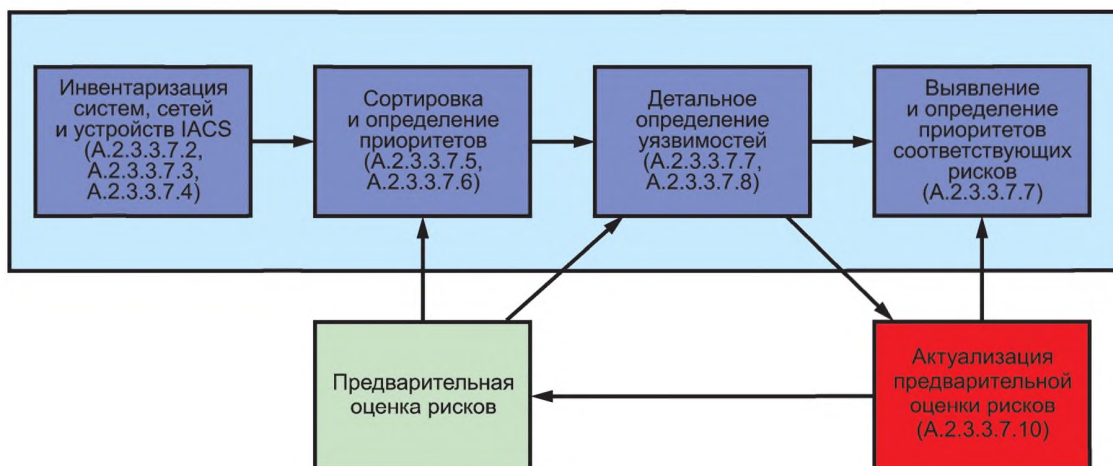 Инвентаризация
систем, сетей
и устройств IACS
(А.2.3.3.7.2,
А.2.3.3.7.3,
А.2.3.3.7.4)
Сортировка
и определение
приоритетов
(А.2.3.3.7.5,
А.2.3.3.7.6)
Детальное
определение
уязвимостей
(А.2.3.3.7.7,
А.2.3.3.7.8)
Выявление
и определение
приоритетов
соответствующих
рисков
(А.2.3.3.7.7)
Предварительная
оценка рисков
Актуализация
предварительной
оценки рисков
(А.2.3.3.7.10)